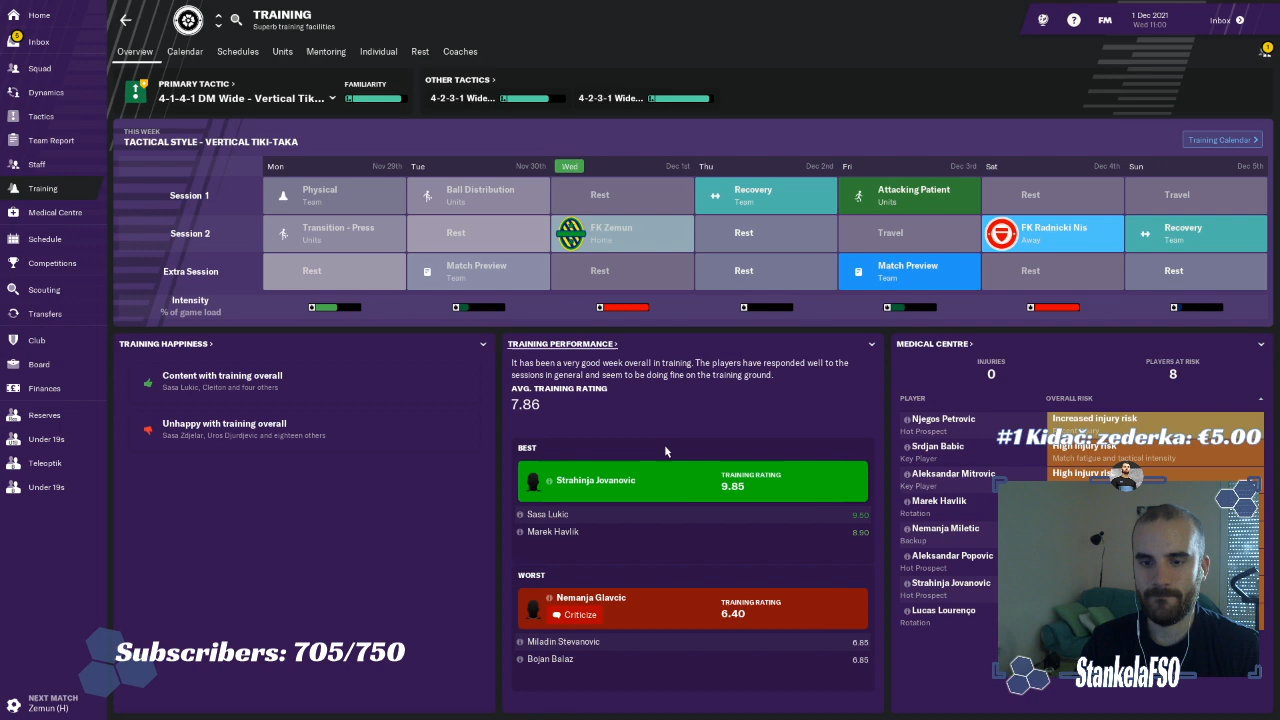 Home
5
Inbox
Squad
Dynamics
Tactics
Team Report
Staff
Training
Medical Centre
Schedule
Competitions
Scouting
Transfers
Club
Board
Finances
Reserves
Under 19s
Teleoptik
Under 19s
NEXT MATCH
Zemun (H)
TRAINING
Superb training facilities
FM
1 Dec 2021
Wed 11:00
Inbox
1
Overview
Calendar
Schedules
Units
Mentoring
Individual
Rest
Coaches
PRIMARY TACTIC >
4-1-4-1 DM Wide - Vertical Tik...
FAMILIARITY
OTHER TACTICS >
4-2-3-1 Wide...
4-2-3-1 Wide...
THIS WEEK
TACTICAL STYLE - VERTICAL TIKI-TAKA
Training Calendar >
Mon Nov 29th Tue Nov 30th Wed Dec 1st Thu Dec 2nd Fri Dec 3rd Sat Dec 4th Sun Dec 5th
Session 1
Physical
Team
Ball Distribution
Units
Rest
Recovery
Team
Attacking Patient
Units
Rest
Travel
Session 2
Transition - Press
Units
Rest
FK Zemun
Home
Rest
Travel
FK Radnicki Nis
Away
Recovery
Team
Extra Session
Rest
Match Preview
Team
Rest
Rest
Match Preview
Team
Rest
Rest
Intensity
% of game load
TRAINING HAPPINESS >
Content with training overall
Sasa Lukic, Clerton and four others
Unhappy with training overall
Sasa Zdjelar, Uros Djurdjevic and eighteen others
TRAINING PERFORMANCE >
It has been a very good week overall in training. The players have responded well to the
sessions in general and seem to be doing fine on the training ground.
AVG. TRAINING RATING
7.86
BEST
Strahinja Jovanovic
TRAINING RATING
9.85
Sasa Lukic 9.50
Marek Havlik 8.90
WORST
Nemanja Glavcic
Criticize
TRAINING RATING
6.40
Miladin Stevanovic 6.85
Bojan Balaz 6.85
MEDICAL CENTRE >
INJURIES
0
PLAYERS AT RISK
8
PLAYER
OVERALL RISK
Njegos Petrovic
Hot Prospect
Increased injury risk
Srdjan Babic
Key Player
High injury risk
Match fatigue and tactical intensity
Aleksandar Mitrovic
Key Player
High injury
Marek Havlik
Rotation
Nemanja Miletic
Backup
Aleksandar Popovic
Hot Prospect
Strahinja Jovanovic
Hot Prospect
Lucas Lourenço
Rotation
#1 Kidač: zederka: €5.00
Subscribers: 705/750
StankelaFSO